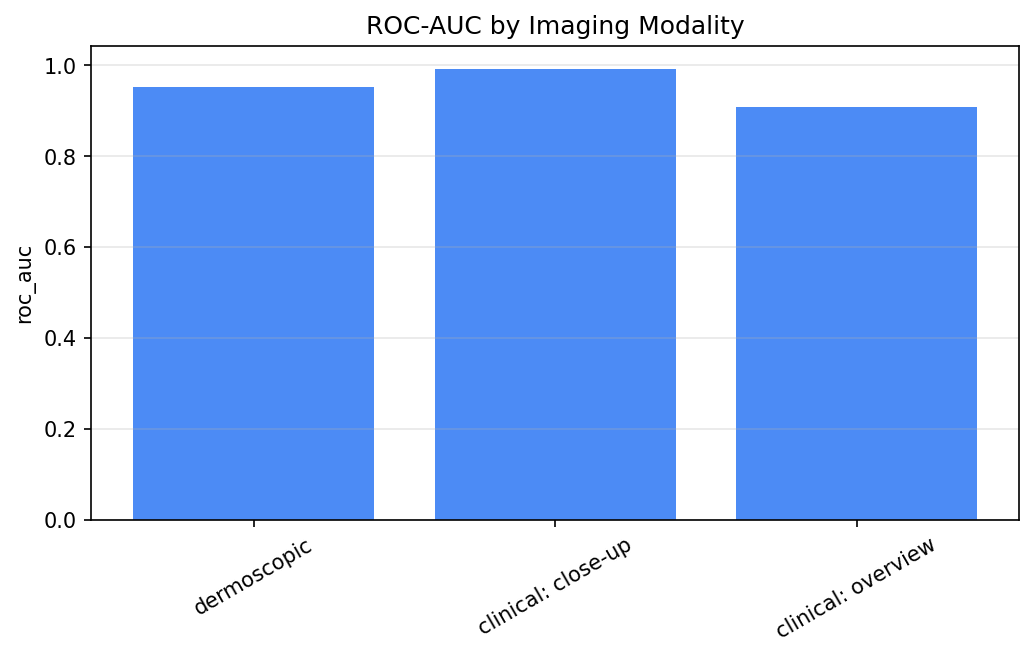 ROC-AUC by Imaging Modality
roc_auc
1.0
0.8
0.6
0.4
0.2
0.0
dermoscopic
clinical: close-up
clinical: overview